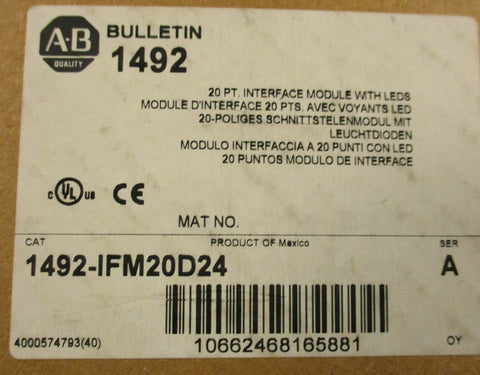 A-B
QUALITY
BULLETIN
1492
20 PT. INTERFACE MODULE WITH LEDS
MODULE D'INTERFACE 20 PTS. AVEC VOYANTS LED
20-POLIGES SCHNITTSTELENMODUL MIT
LEUCHTDIODEN
MODULO INTERFACCIA A 20 PUNTI CON LED
20 PUNTOS MODULO DE INTERFACE
C UL US CE
MAT NO.
CAT PRODUCT OF Mexico SER
1492-IFM20D24 A
4000574793(40) 10662468165881 OY